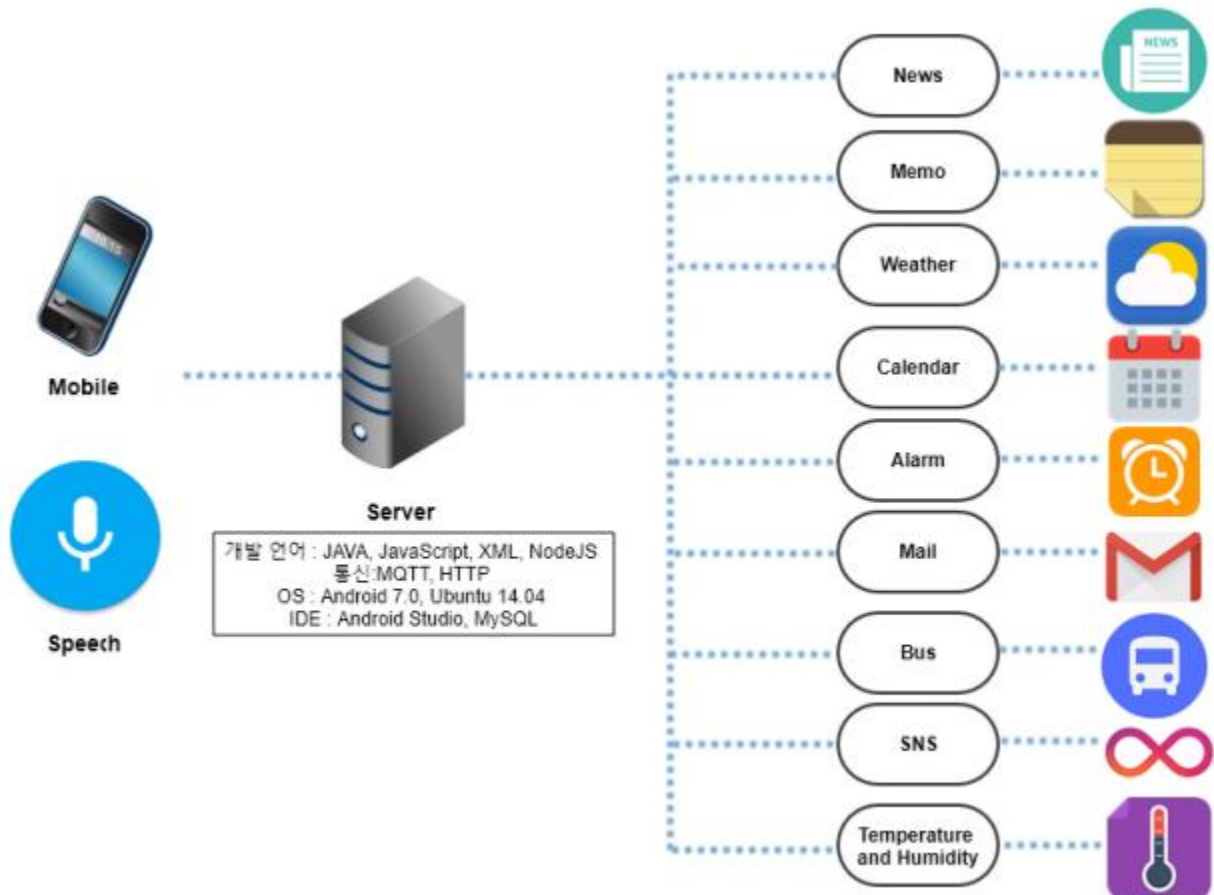 NEWS
News
Memo
Weather
Mobile
Calendar
Alarm
Server
개발 언어 : JAVA, JavaScript, XML, NodeJS
통신:MQTT, HTTP
OS : Android 7.0, Ubuntu 14.04
IDE : Android Studio, MySQL
Speech
Mail
Bus
SNS
Temperature
and Humidity